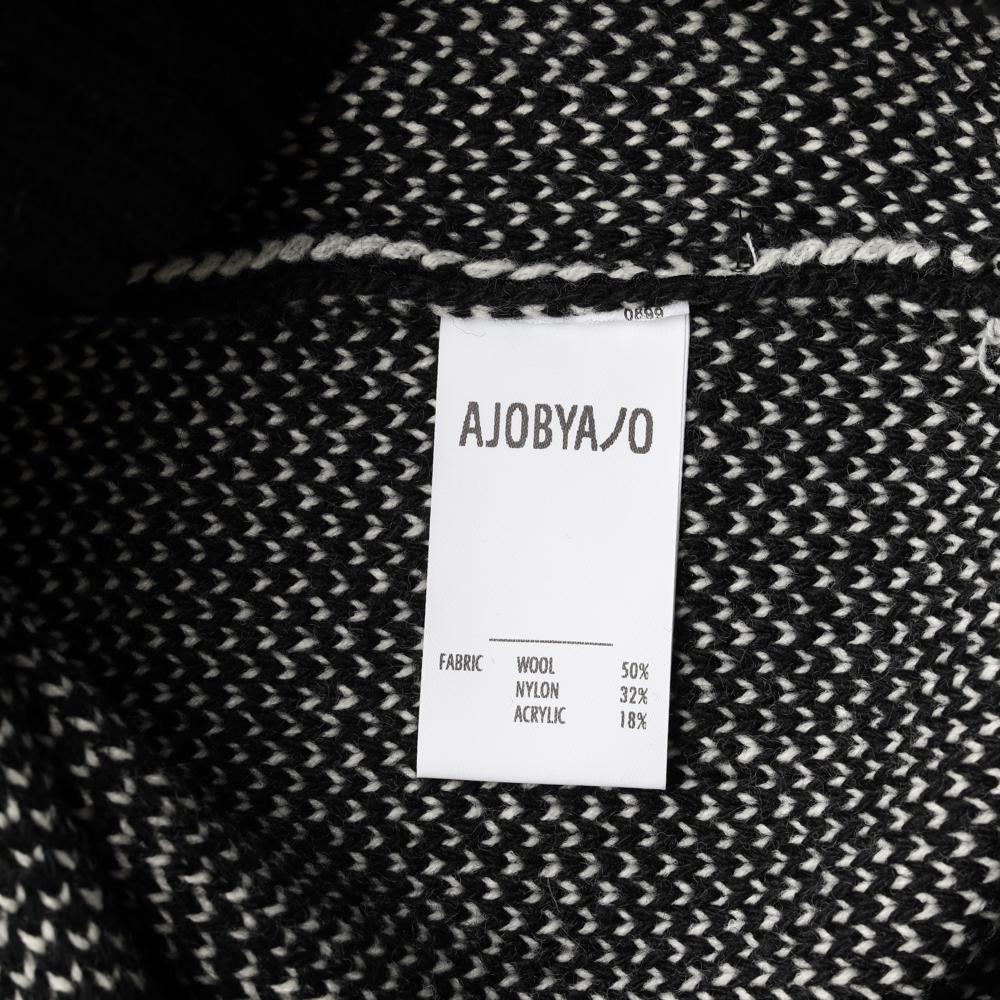 0899
AJOBYAJO
FABRIC WOOL 50%
NYLON 32%
ACRYLIC 18%